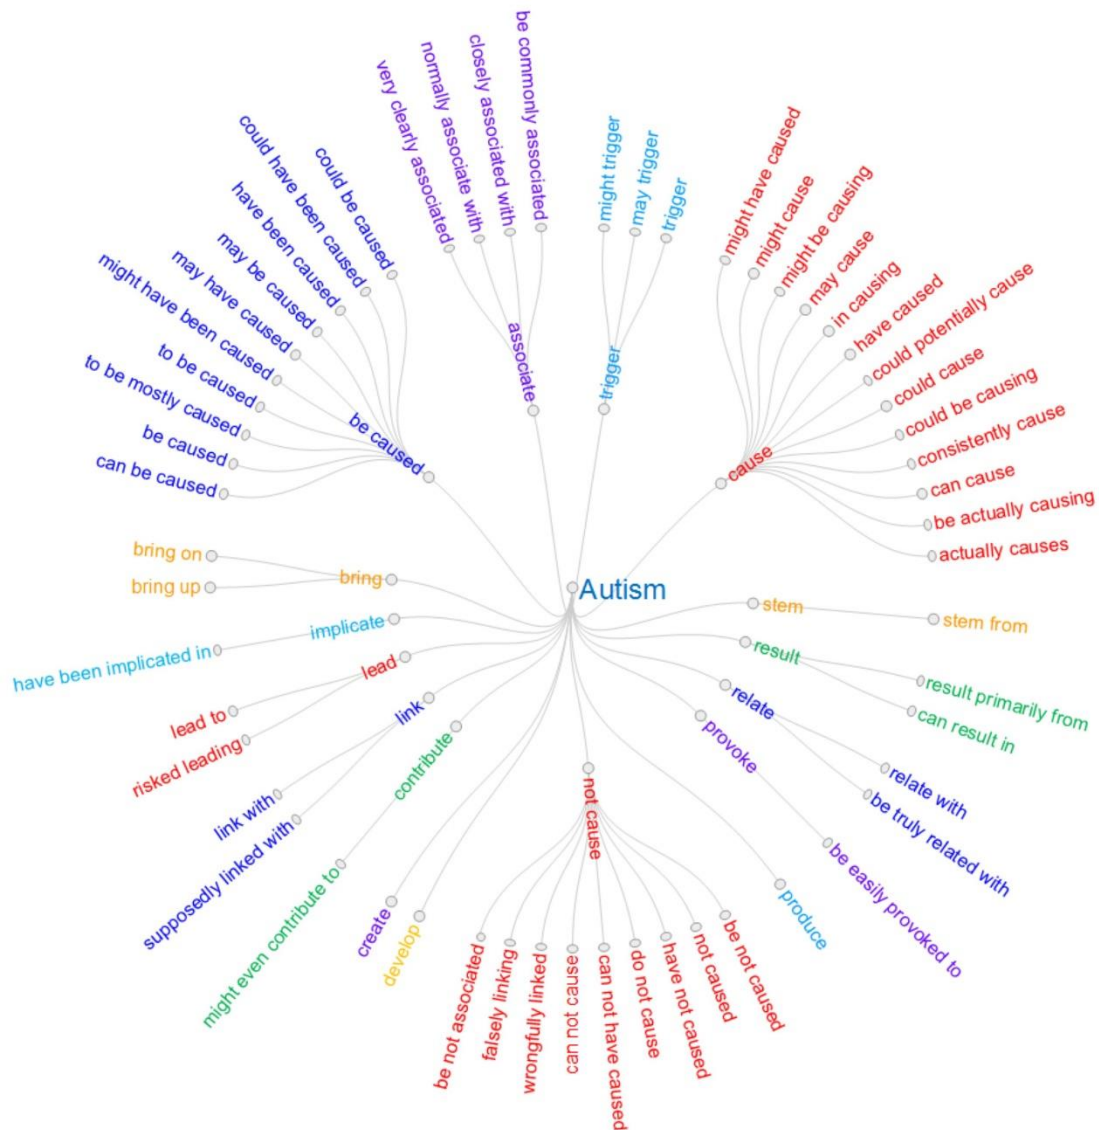 Autism
be caused
could be caused
could have been caused
have been caused
may be caused
may have caused
might have been caused
to be caused
to be mostly caused
be caused
can be caused
associate
very clearly associated
normally associate with
closely associated with
be commonly associated
trigger
might trigger
may trigger
trigger
cause
might have caused
might cause
might be causing
may cause
in causing
have caused
could potentially cause
could cause
could be causing
consistently cause
can cause
be actually causing
actually causes
stem
stem from
result
result primarily from
can result in
relate
relate with
be truly related with
provoke
be easily provoked to
produce
not cause
be not caused
not caused
have not caused
do not cause
can not have caused
can not cause
wrongfully linked
falsely linking
be not associated
develop
create
contribute
might even contribute to
link
supposedly linked with
link with
lead
risked leading
lead to
implicate
have been implicated in
bring
bring up
bring on